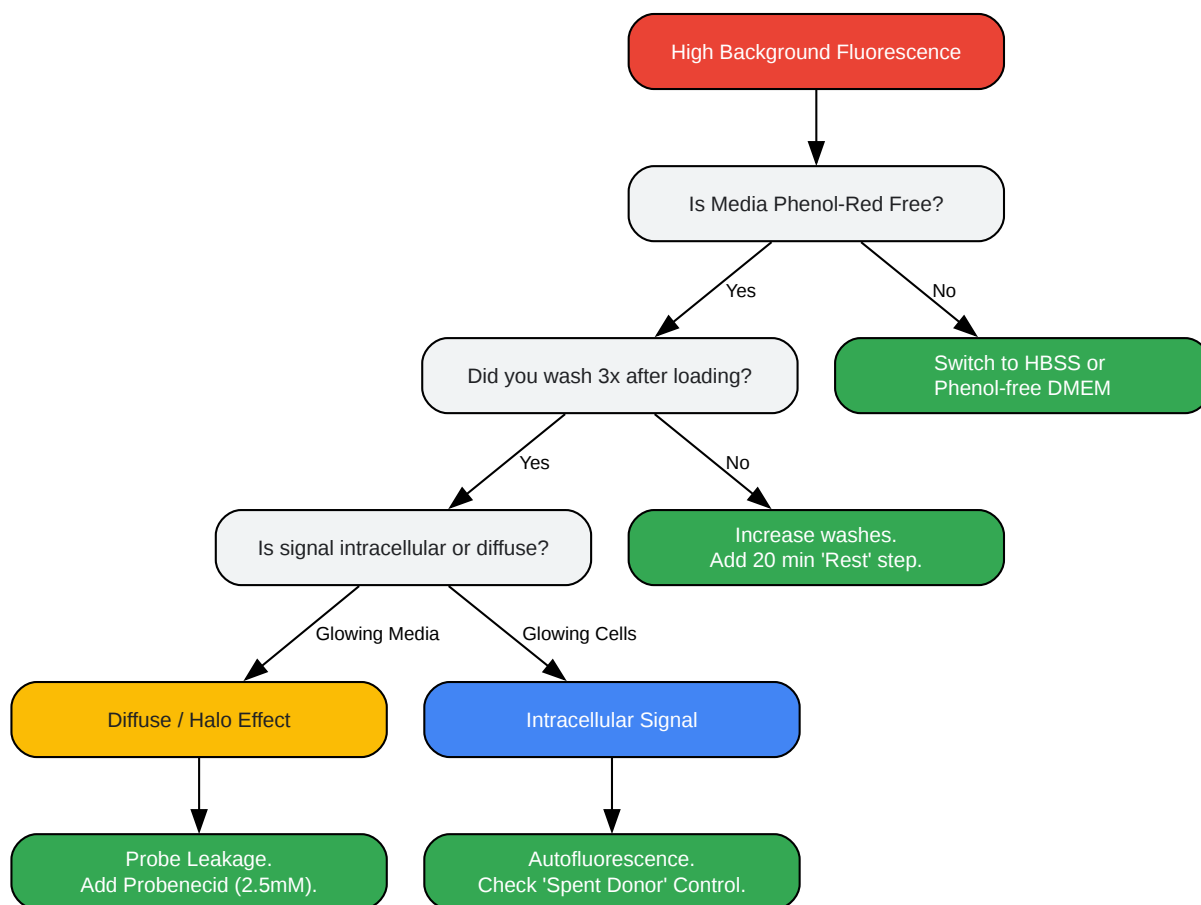 High Background Fluorescence
Is Media Phenol-Red Free?
Yes
No
Did you wash 3x after loading?
Switch to HBSS or
Phenol-free DMEM
Yes
No
Is signal intracellular or diffuse?
Increase washes.
Add 20 min 'Rest' step.
Glowing Media
Glowing Cells
Diffuse / Halo Effect
Intracellular Signal
Probe Leakage.
Add Probenecid (2.5mM).
Autofluorescence.
Check 'Spent Donor' Control.